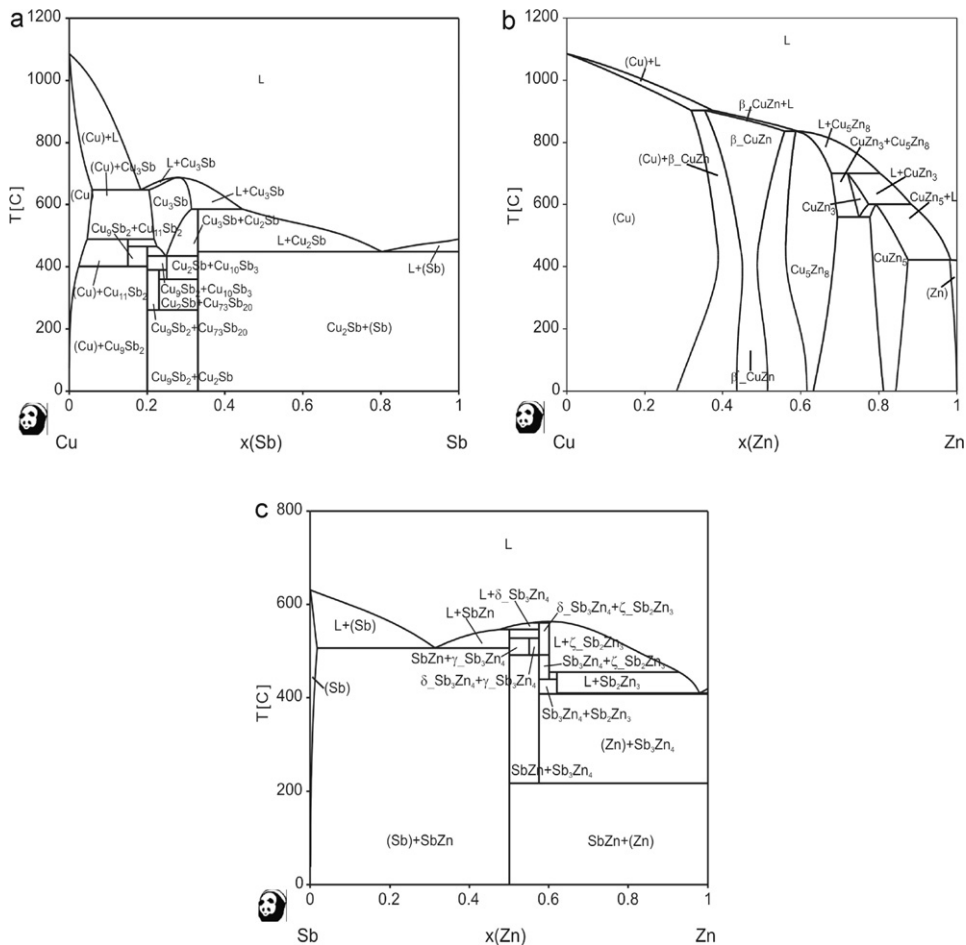 a
1200
1000
800
600
400
200
0
T [C]
L
(Cu)+L
(Cu)+Cu₃Sb
L+Cu₃Sb
(Cu)
Cu₃Sb
L+Cu₃Sb
Cu₃Sb+Cu₂Sb
Cu₉Sb₂+Cu₁₁Sb₂
L+Cu₂Sb
L+(Sb)
Cu₂Sb+Cu₁₀Sb₃
(Cu)+Cu₁₁Sb₂
Cu₉Sb₂+Cu₁₀Sb₃
Cu₂Sb+Cu₇₃Sb₂₀
Cu₉Sb₂+Cu₇₃Sb₂₀
Cu₂Sb+(Sb)
(Cu)+Cu₉Sb₂
Cu₉Sb₂+Cu₂Sb
0 0.2 0.4 0.6 0.8 1
Cu x(Sb) Sb
b
1200
1000
800
600
400
200
0
T [C]
L
(Cu)+L
β_CuZn+L
L+Cu₅Zn₈
β_CuZn
CuZn₃+Cu₅Zn₈
(Cu)+β_CuZn
L+CuZn₃
CuZn₃
CuZn₅+L
(Cu)
Cu₅Zn₈
CuZn₅
(Zn)
β'_CuZn
0 0.2 0.4 0.6 0.8 1
Cu x(Zn) Zn
c
800
600
400
200
0
T [C]
L
L+δ_Sb₃Zn₄
L+SbZn
δ_Sb₃Zn₄+ζ_Sb₂Zn₃
L+(Sb)
L+ζ_Sb₂Zn₃
SbZn+γ_Sb₃Zn₄
Sb₃Zn₄+ζ_Sb₂Zn₃
δ_Sb₃Zn₄+γ_Sb₃Zn₄
L+Sb₂Zn₃
(Sb)
Sb₃Zn₄+Sb₂Zn₃
(Zn)+Sb₃Zn₄
SbZn+Sb₃Zn₄
(Sb)+SbZn
SbZn+(Zn)
0 0.2 0.4 0.6 0.8 1
Sb x(Zn) Zn